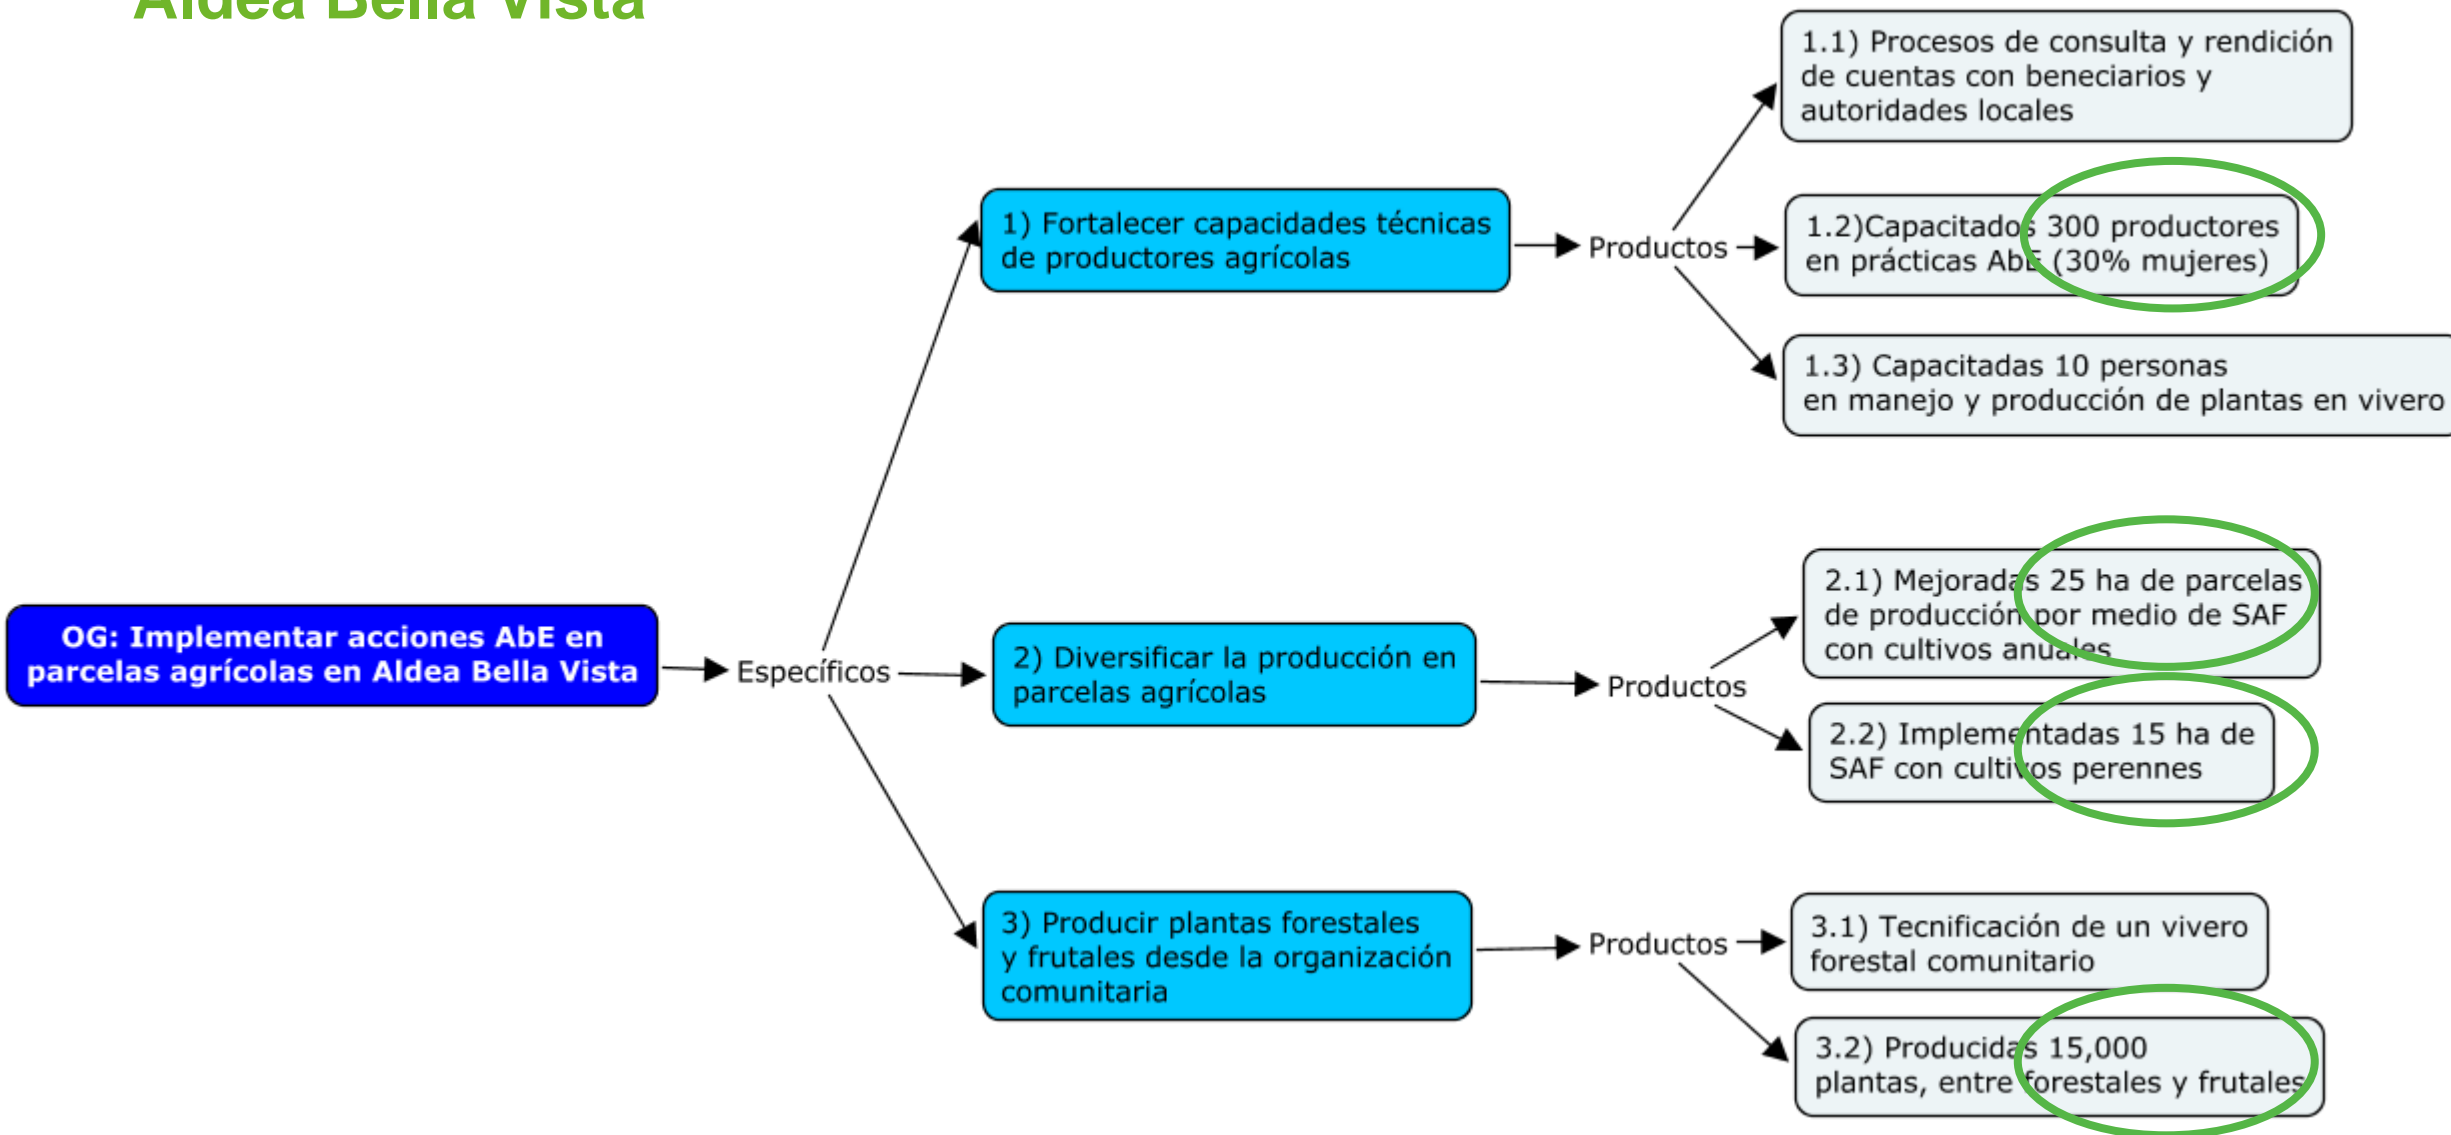 Aldea Bella Vista
OG: Implementar acciones AbE en
parcelas agrícolas en Aldea Bella Vista
Específicos
1) Fortalecer capacidades técnicas
de productores agrícolas
Productos
1.1) Procesos de consulta y rendición
de cuentas con beneciarios y
autoridades locales
1.2)Capacitados 300 productores
en prácticas AbE (30% mujeres)
1.3) Capacitadas 10 personas
en manejo y producción de plantas en vivero
2) Diversificar la producción en
parcelas agrícolas
Productos
2.1) Mejoradas 25 ha de parcelas
de producción por medio de SAF
con cultivos anuales
2.2) Implementadas 15 ha de
SAF con cultivos perennes
3) Producir plantas forestales
y frutales desde la organización
comunitaria
Productos
3.1) Tecnificación de un vivero
forestal comunitario
3.2) Producidas 15,000
plantas, entre forestales y frutales